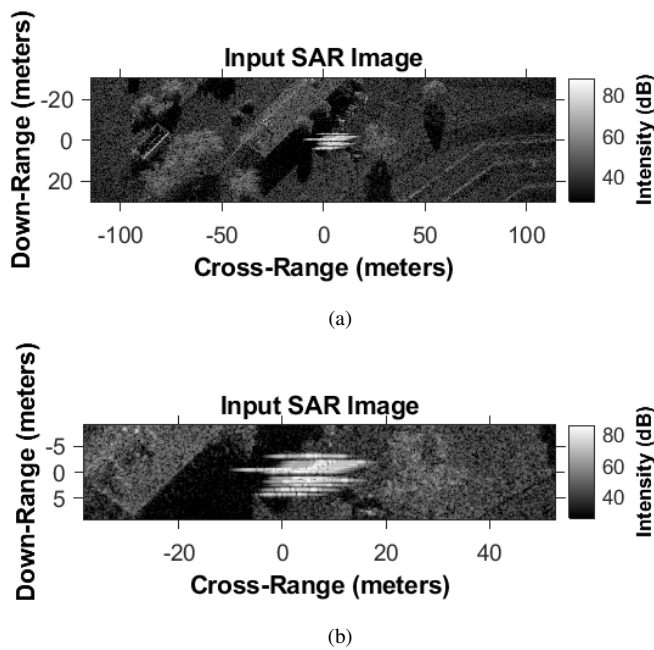 Input SAR Image
Down-Range (meters)
-20
0
20
-100
-50
0
50
100
Cross-Range (meters)
80
60
40
Intensity (dB)
(a)
Input SAR Image
Down-Range (meters)
-5
0
5
-20
0
20
40
Cross-Range (meters)
80
60
40
Intensity (dB)
(b)